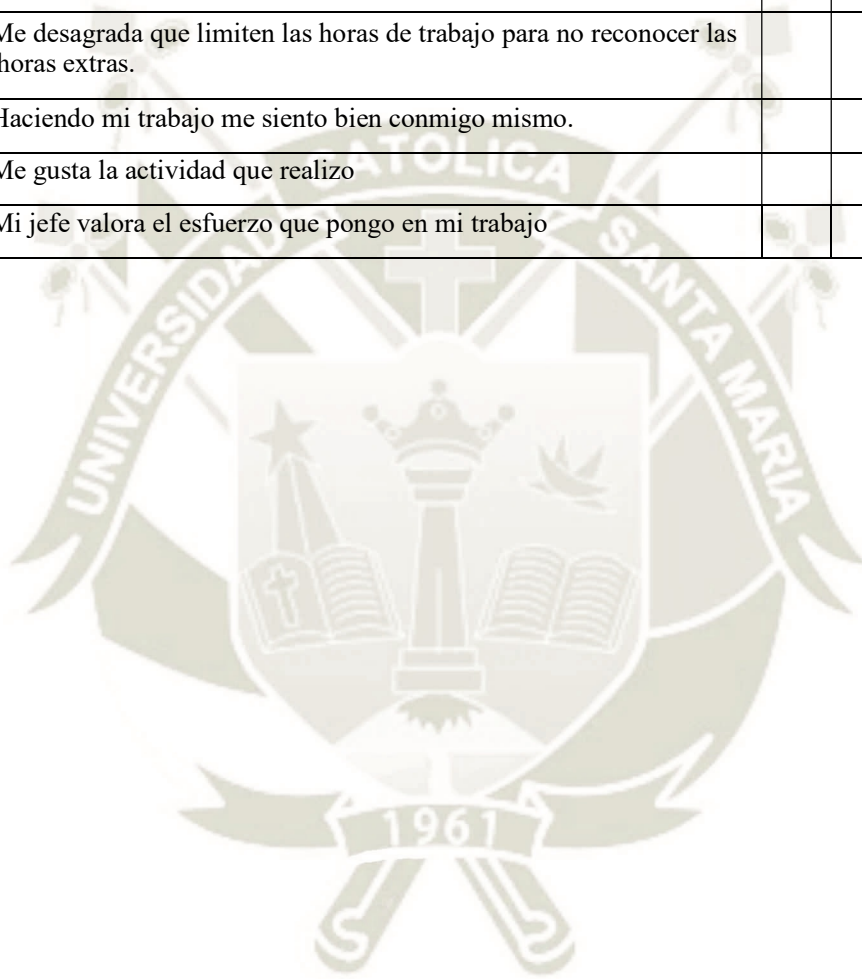 Me desagrada que limiten las horas de trabajo para no reconocer las
horas extras.
Haciendo mi trabajo me siento bien conmigo mismo.
Me gusta la actividad que realizo
Mi jefe valora el esfuerzo que pongo en mi trabajo
UNIVERSIDAD CATOLICA SANTA MARIA
1961